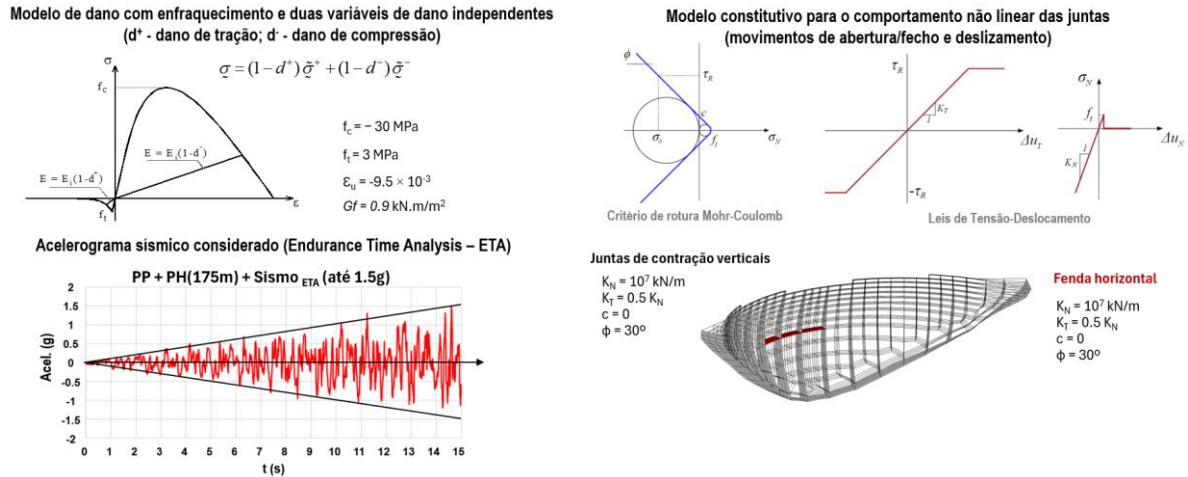 Modelo de dano com enfraquecimento e duas variáveis de dano independentes
(d⁺ - dano de tração; d⁻ - dano de compressão)
σ
f_c
σ = (1-d⁺)σ̃⁺ + (1-d⁻)σ̃⁻
f_c = – 30 MPa
f_t = 3 MPa
Ɛ_u = -9.5 × 10⁻³
Gf = 0.9 kN.m/m²
E = E_i(1-d⁻)
E = E_i(1-d⁺)
f_t
ε
Acelerograma sísmico considerado (Endurance Time Analysis – ETA)
PP + PH(175m) + Sismo ETA (até 1.5g)
Acel. (g)
2
1.5
1
0.5
0
-0.5
-1
-1.5
-2
0 1 2 3 4 5 6 7 8 9 10 11 12 13 14 15
t (s)
Modelo constitutivo para o comportamento não linear das juntas
(movimentos de abertura/fecho e deslizamento)
ϕ
τ_R
c
σ_n
f_t
σ_N
τ_R
K_T
1
Δu_T
-τ_R
σ_N
f_t
1
K_N
Δu_N
Critério de rotura Mohr-Coulomb
Leis de Tensão-Deslocamento
Juntas de contração verticais
K_N = 10⁷ kN/m
K_T = 0.5 K_N
c = 0
ϕ = 30º
Fenda horizontal
K_N = 10⁷ kN/m
K_T = 0.5 K_N
c = 0
ϕ = 30º